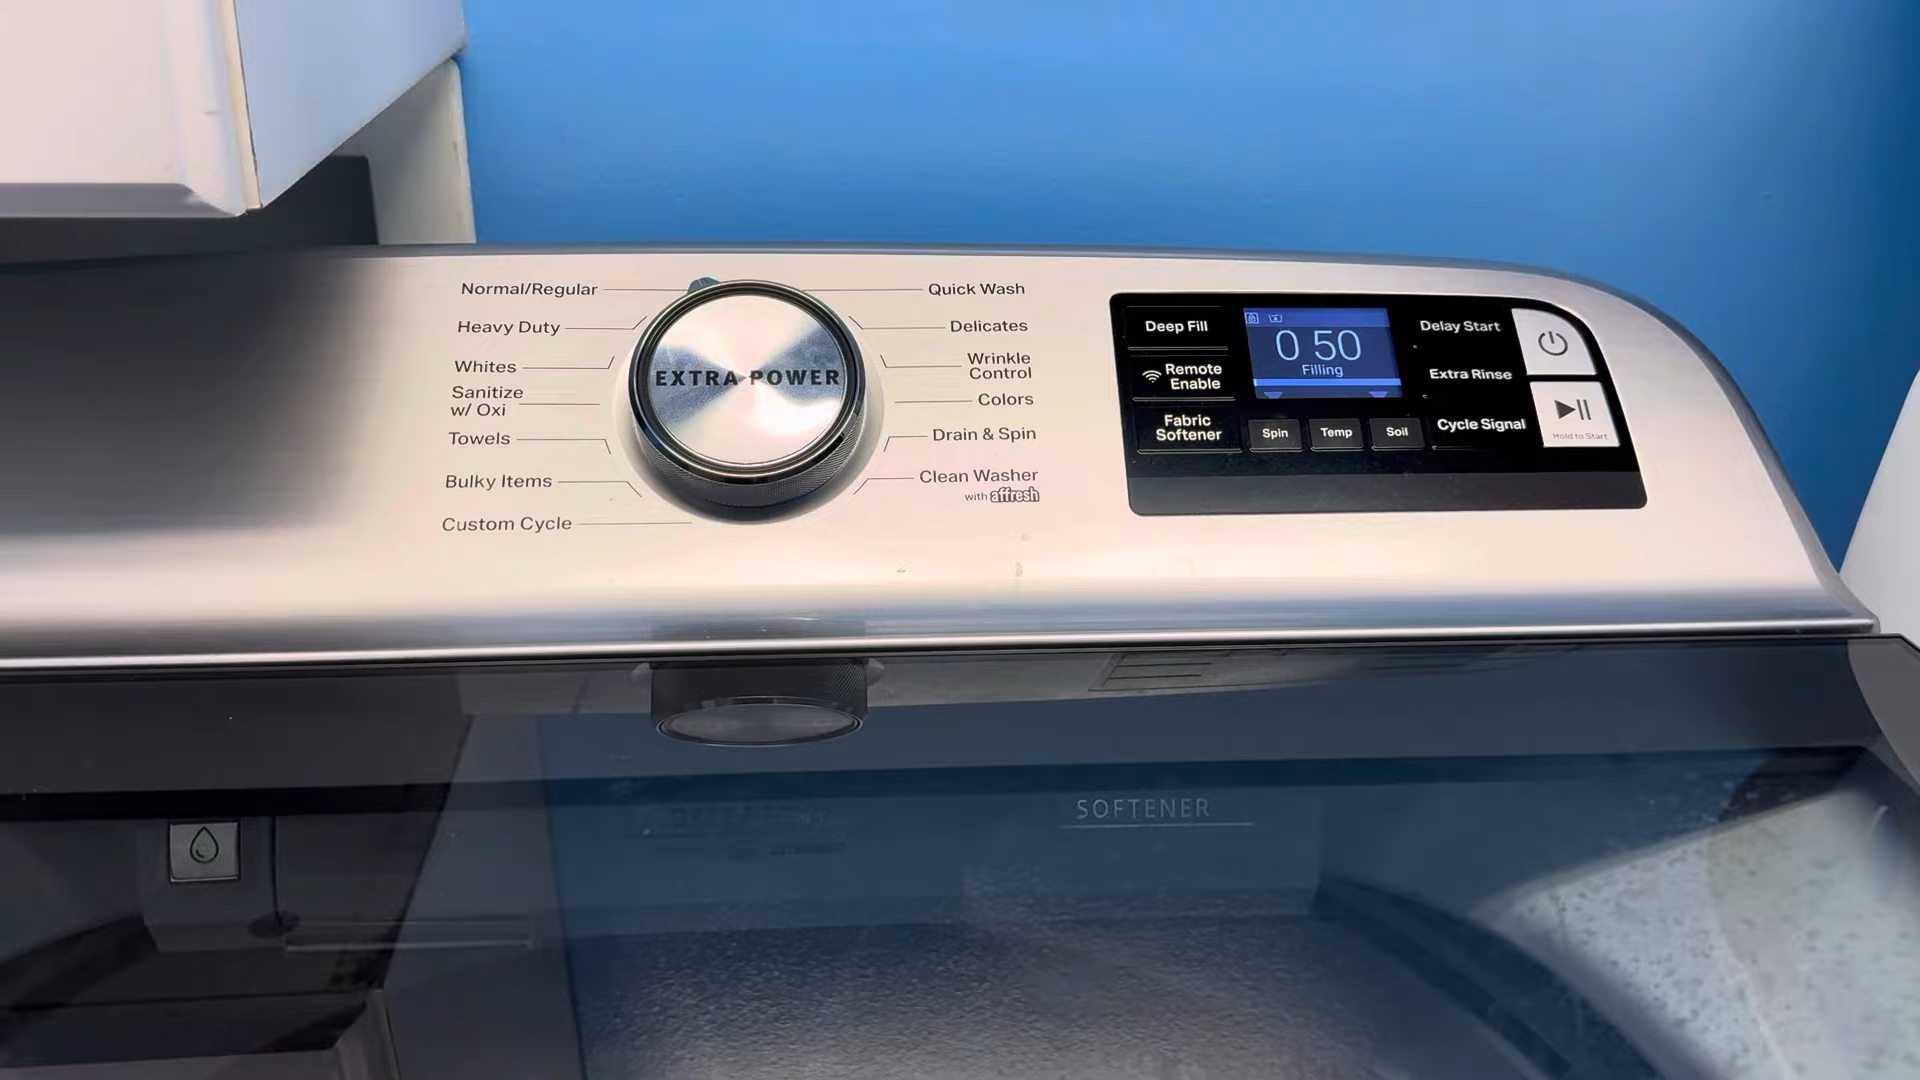 Normal/Regular
Heavy Duty
Whites
Sanitize
w/ Oxi
Towels
Bulky Items
Custom Cycle
EXTRA POWER
Quick Wash
Delicates
Wrinkle
Control
Colors
Drain & Spin
Clean Washer
with affresh
Deep Fill
Remote
Enable
Fabric
Softener
0 50
Filling
Spin
Temp
Soil
Delay Start
Extra Rinse
Cycle Signal
Hold to Start
SOFTENER